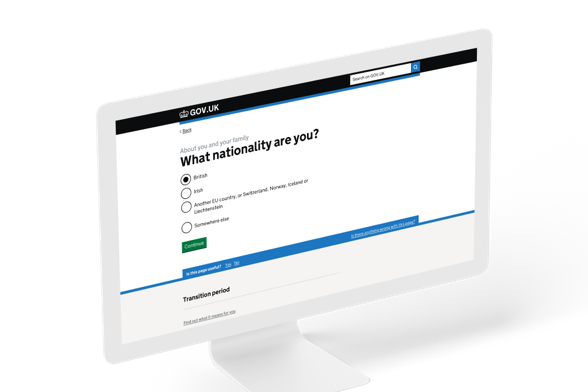 GOV.UK
Search on GOV.UK
Back
About you and your family
What nationality are you?
British
Irish
Another EU country, or Switzerland, Norway, Iceland or
Liechtenstein
Somewhere else
Continue
Is this page useful? Yes No
Is there anything wrong with this page?
Transition period
Find out what it means for you